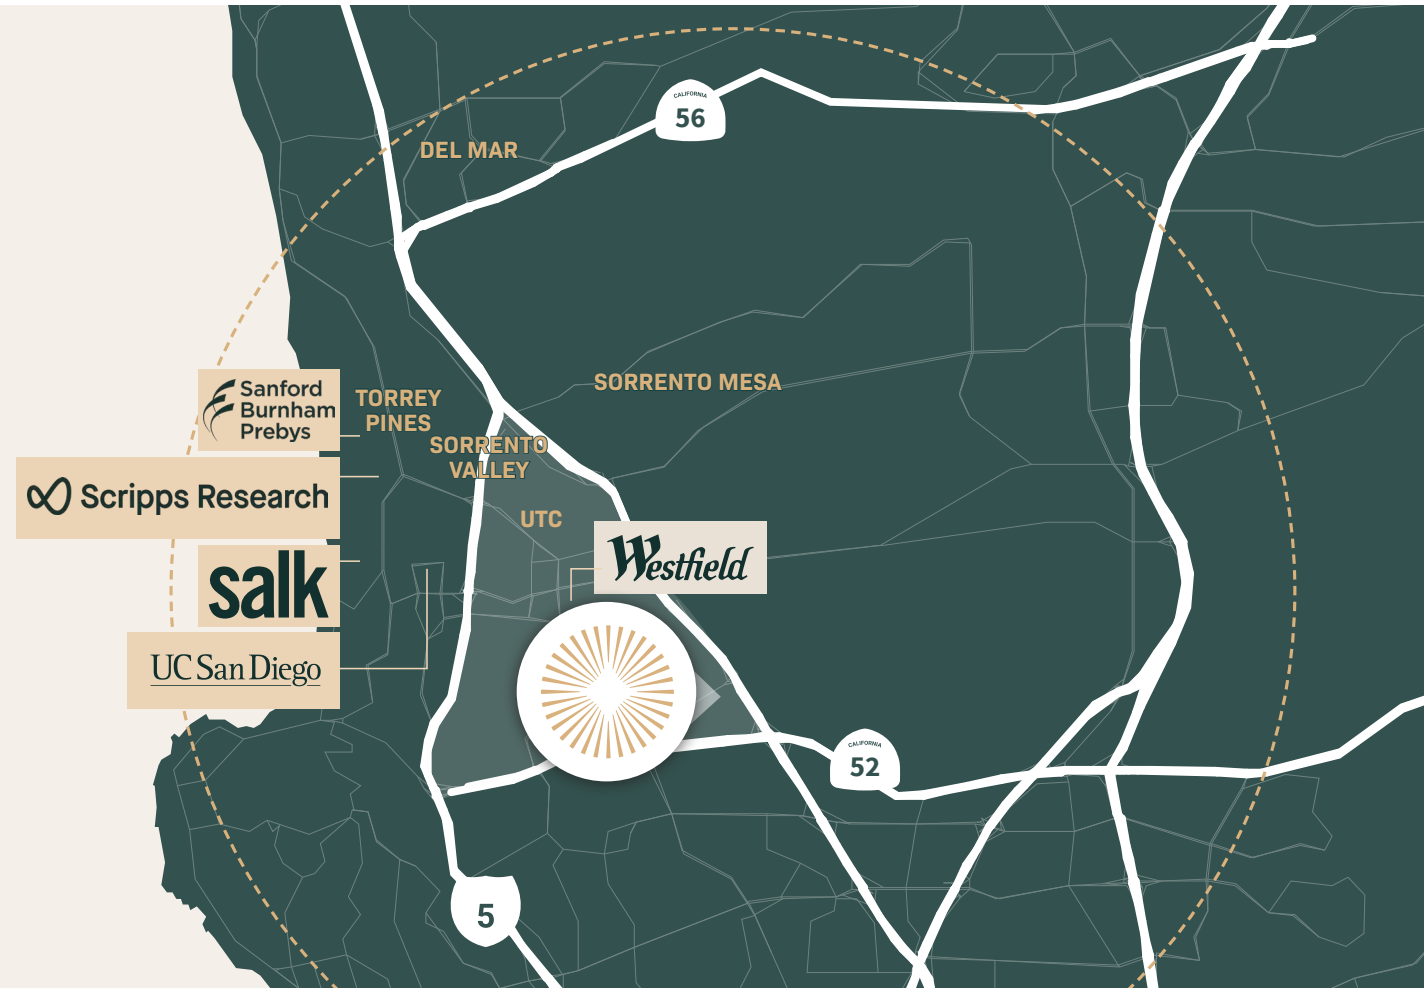 CALIFORNIA
56
DEL MAR
SORRENTO MESA
Sanford
Burnham
Prebys
TORREY
PINES
SORRENTO
VALLEY
Scripps Research
UTC
Westfield
salk
UC San Diego
CALIFORNIA
52
5